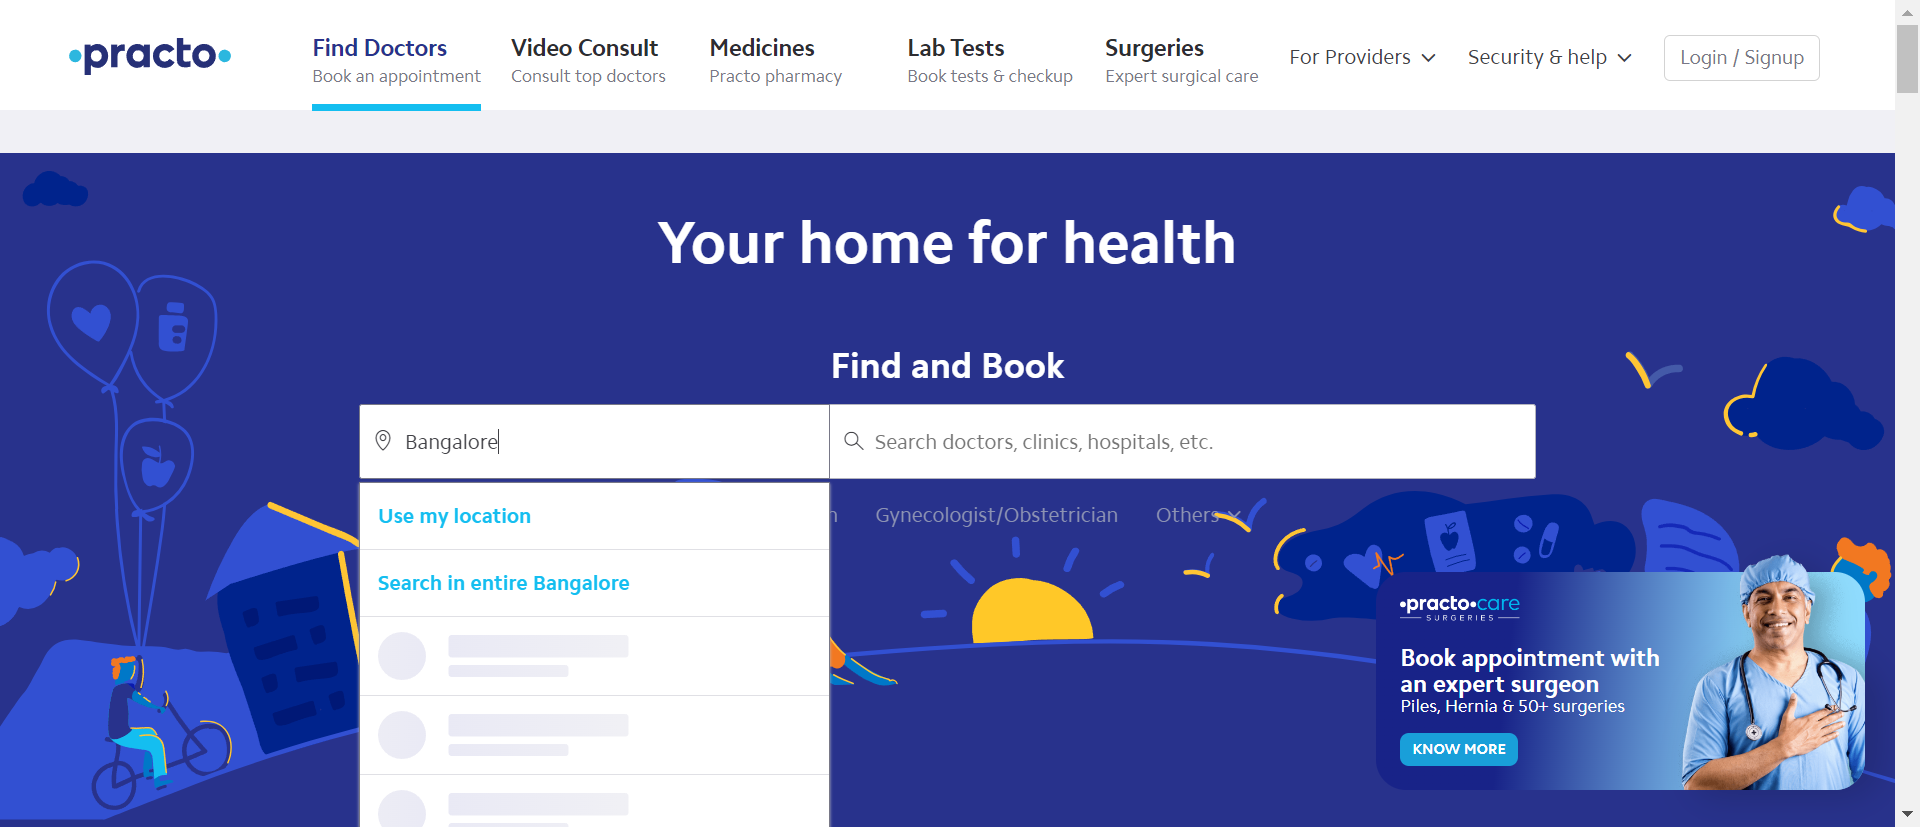 practo
Find Doctors
Book an appointment
Video Consult
Consult top doctors
Medicines
Practo pharmacy
Lab Tests
Book tests & checkup
Surgeries
Expert surgical care
For Providers
Security & help
Login / Signup
Your home for health
Find and Book
Bangalore
Search doctors, clinics, hospitals, etc.
Use my location
Gynecologist/Obstetrician
Others
Search in entire Bangalore
practo care
SURGERIES
Book appointment with
an expert surgeon
Piles, Hernia & 50+ surgeries
KNOW MORE